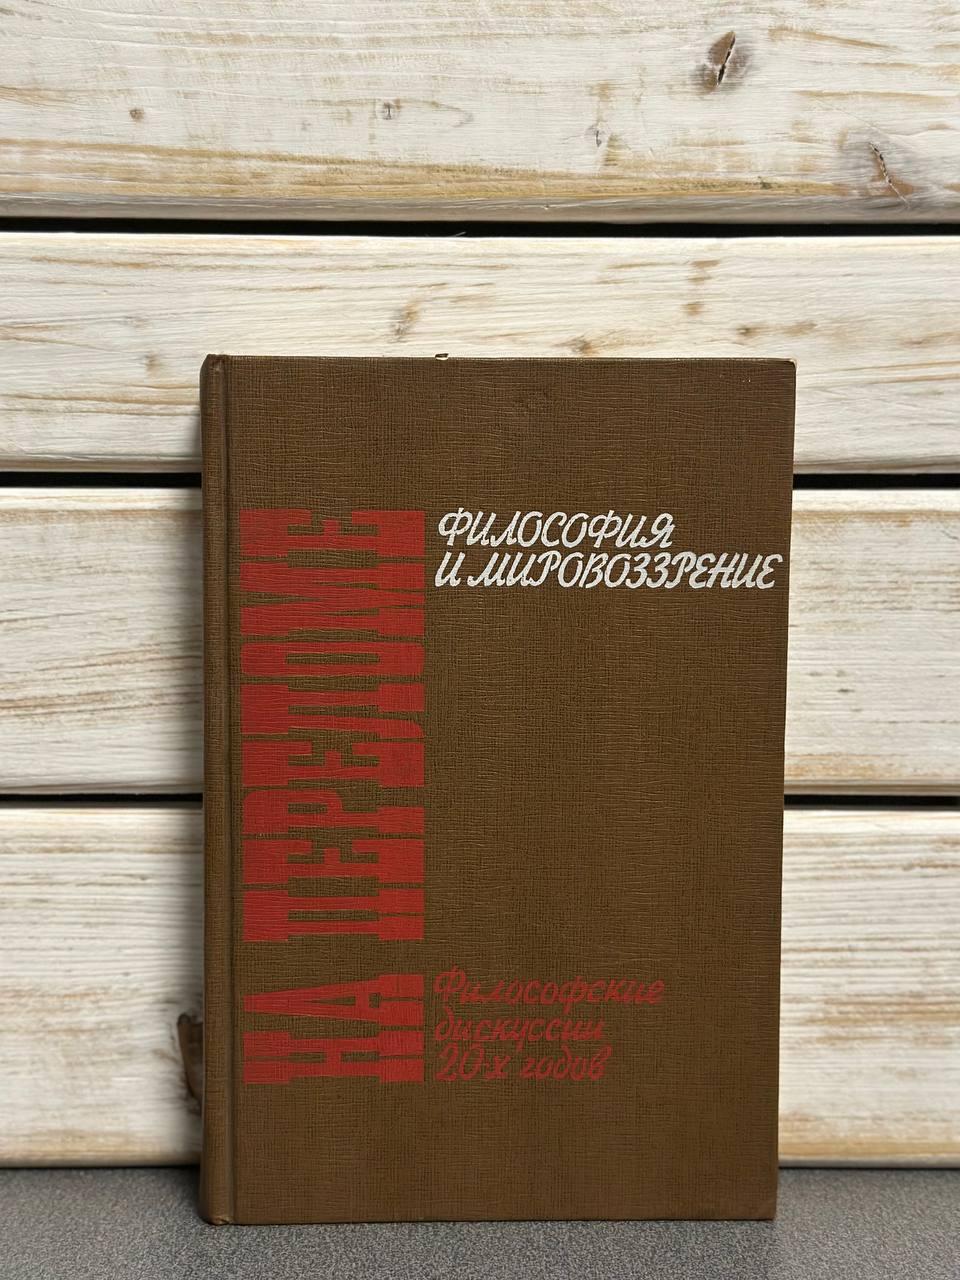 ФИЛОСОФИЯ
И МИРОВОЗЗРЕНИЕ
НА ПЕРЕЛОМЕ
Философские
дискуссии
20-х годов